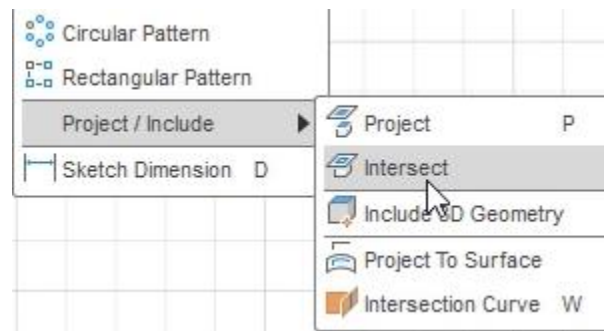 Circular Pattern
Rectangular Pattern
Project / Include
Sketch Dimension D
Project P
Intersect
Include 3D Geometry
Project To Surface
Intersection Curve W